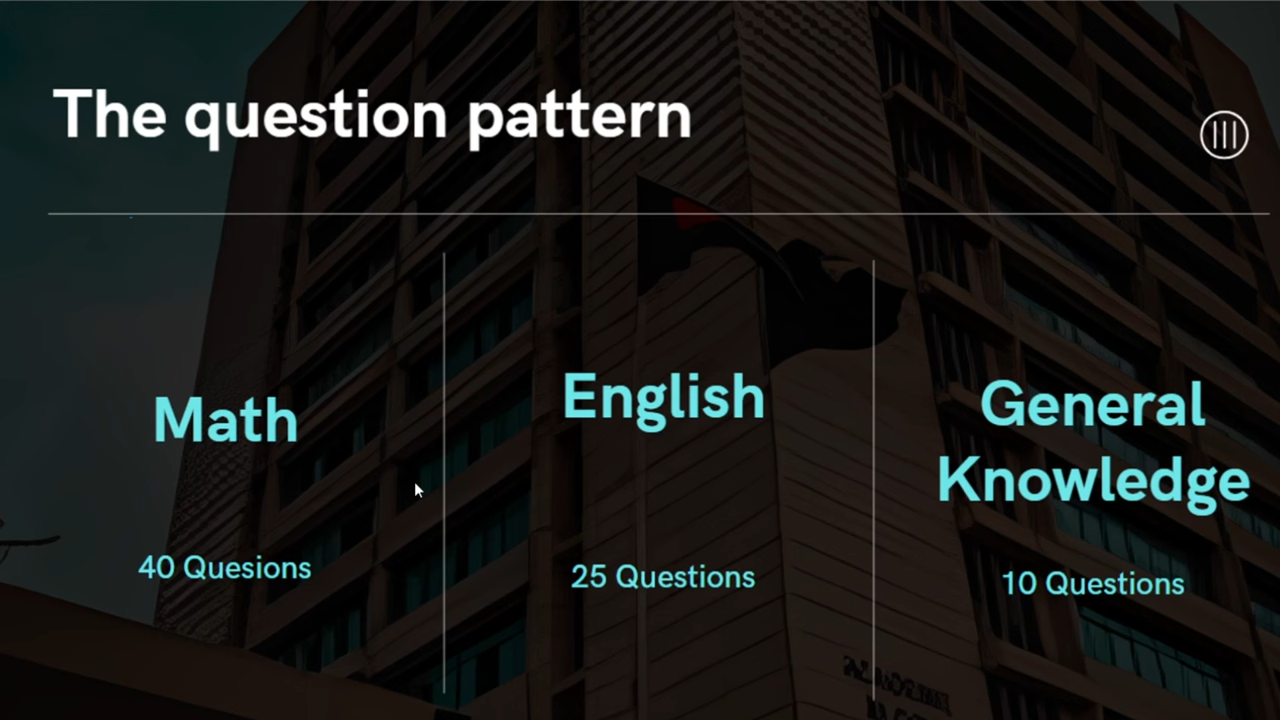 The question pattern
Math
40 Quesions
English
25 Questions
General
Knowledge
10 Questions